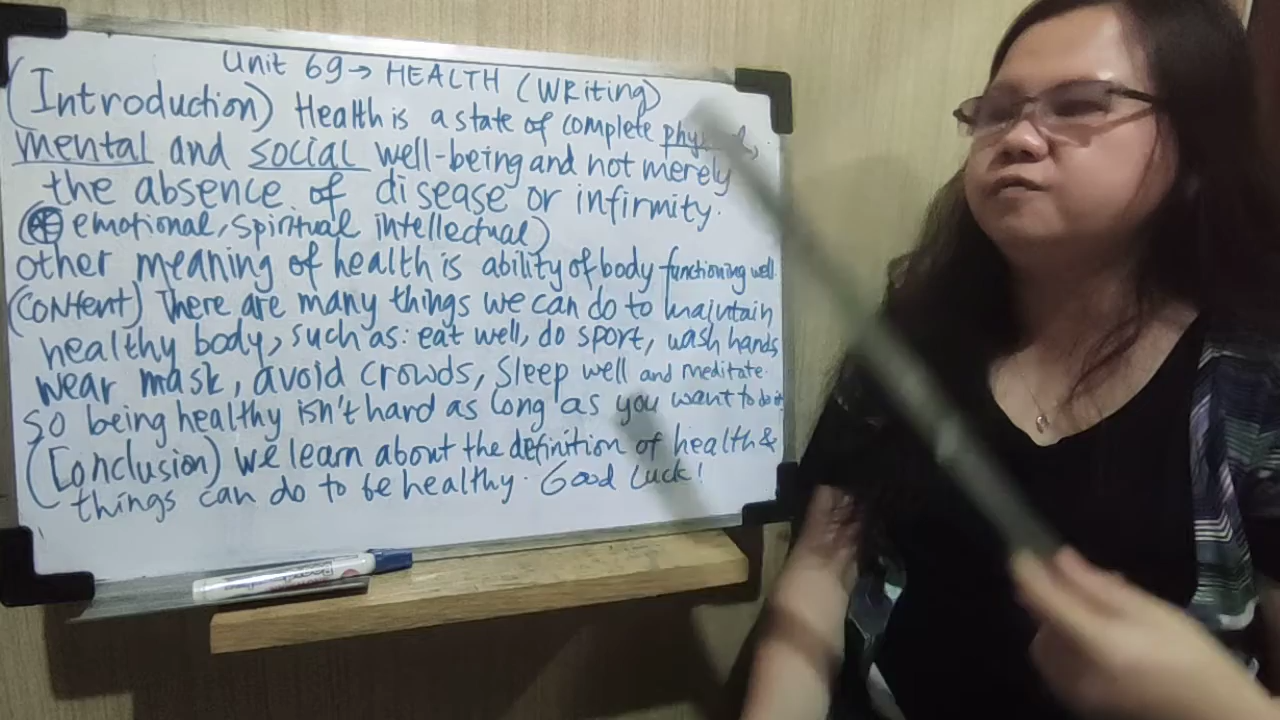 Unit 69 → HEALTH (WRiting)
(Introduction) Health is a state of complete
mental and social well-being and not merely
the absence of disease or infirmity.
(emotional, spiritual intellectual)
other meaning of health is ability of body functioning well.
(CONtent) There are many things we can do to maintain
healthy body, such as: eat well, do sport, wash hands
wear mask, avoid crowds, Sleep well and meditate.
So being healthy isn't hard as long as you want to do it
(Conclusion) We learn about the definition of health &
things can do to be healthy. Good Luck!